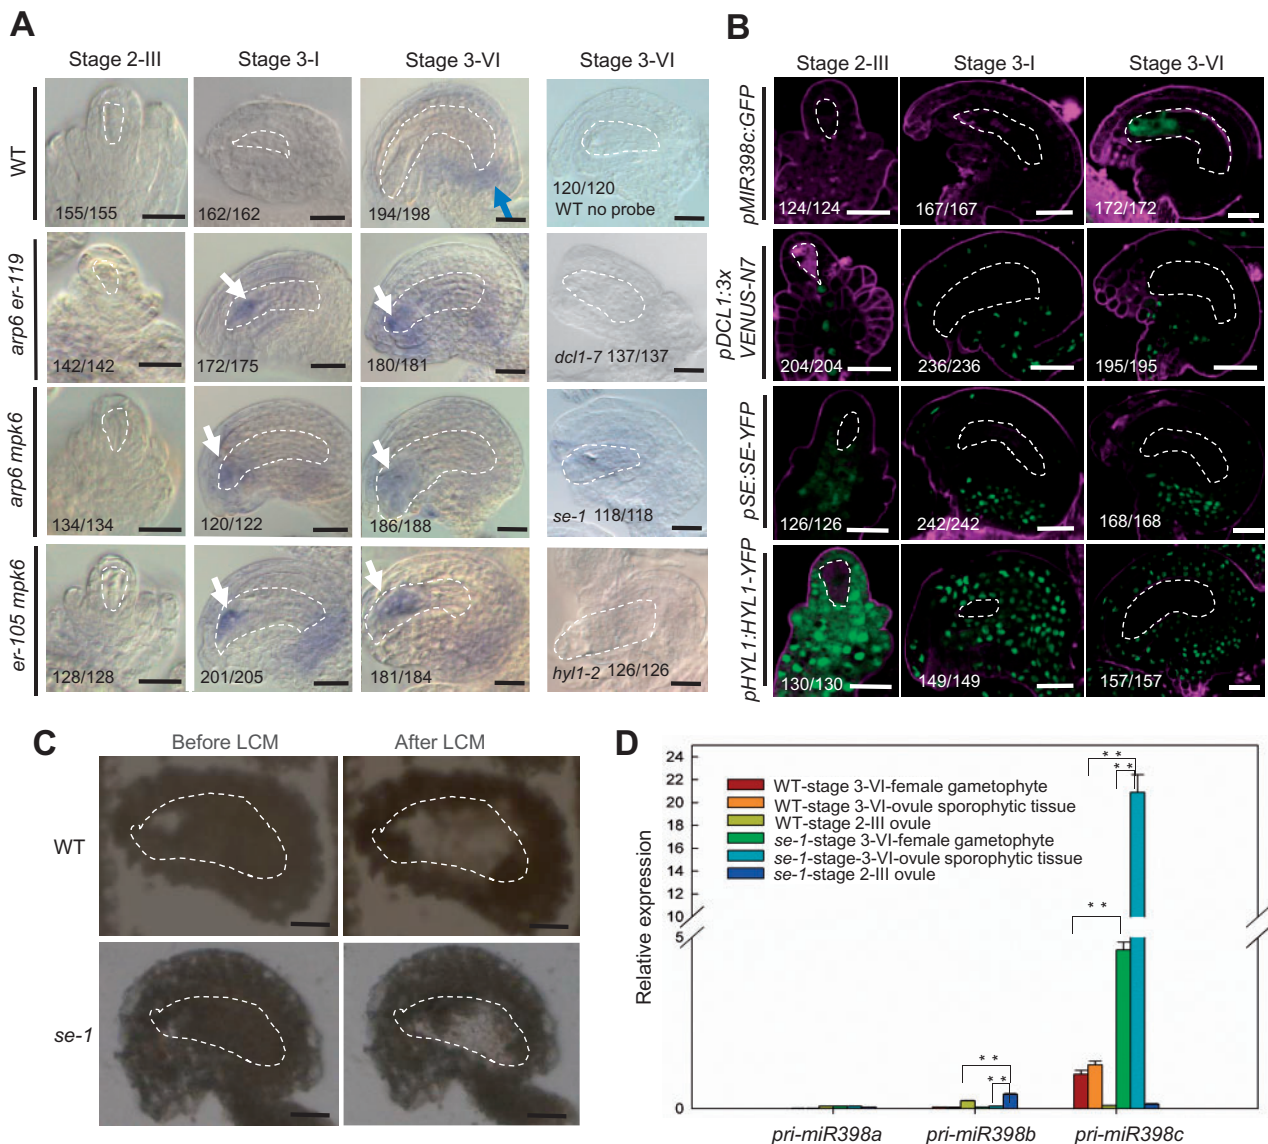 A
Stage 2-III
Stage 3-I
Stage 3-VI
Stage 3-VI
WT
155/155
162/162
194/198
120/120
WT no probe
arp6 er-119
142/142
172/175
180/181
dcl1-7 137/137
arp6 mpk6
134/134
120/122
186/188
se-1 118/118
er-105 mpk6
128/128
201/205
181/184
hyl1-2 126/126
B
Stage 2-III
Stage 3-I
Stage 3-VI
pMIR398c:GFP
124/124
167/167
172/172
pDCL1:3x
VENUS-N7
204/204
236/236
195/195
pSE:SE-YFP
126/126
242/242
168/168
pHYL1:HYL1-YFP
130/130
149/149
157/157
C
Before LCM
After LCM
WT
se-1
D
Relative expression
24
22
20
18
16
14
12
10
5
0
WT-stage 3-VI-female gametophyte
WT-stage 3-VI-ovule sporophytic tissue
WT-stage 2-III ovule
se-1-stage 3-VI-female gametophyte
se-1-stage-3-VI-ovule sporophytic tissue
se-1-stage 2-III ovule
* *
* *
* *
* *
* *
pri-miR398a
pri-miR398b
pri-miR398c